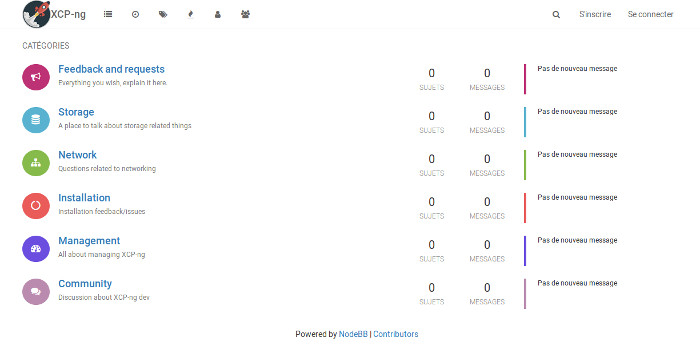 XCP-ng S'inscrire Se connecter
CATÉGORIES
Feedback and requests
Everything you wish, explain it here.
0 SUJETS
0 MESSAGES
Pas de nouveau message
Storage
A place to talk about storage related things
0 SUJETS
0 MESSAGES
Pas de nouveau message
Network
Questions related to networking
0 SUJETS
0 MESSAGES
Pas de nouveau message
Installation
Installation feedback/issues
0 SUJETS
0 MESSAGES
Pas de nouveau message
Management
All about managing XCP-ng
0 SUJETS
0 MESSAGES
Pas de nouveau message
Community
Discussion about XCP-ng dev
0 SUJETS
0 MESSAGES
Pas de nouveau message
Powered by NodeBB | Contributors